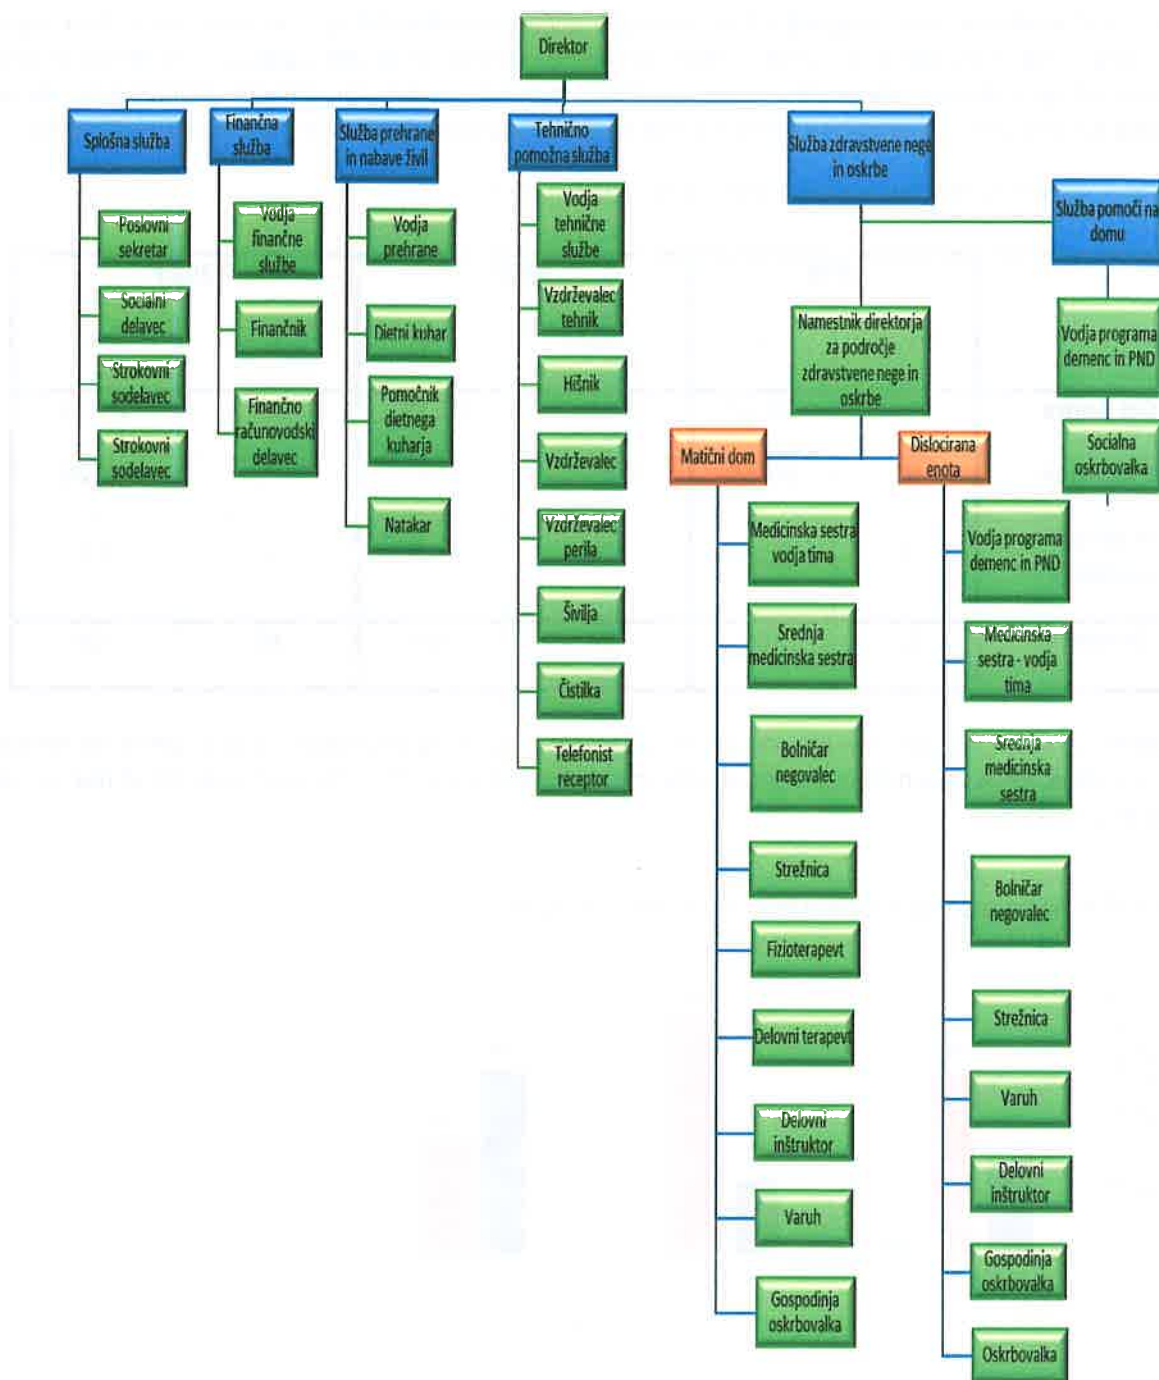 Direktor
Splošna služba
Poslovni
sekretar
Socialni
delavec
Strokovni
sodelavec
Strokovni
sodelavec
Finančna
služba
Vodja
finančne
službe
Finančnik
Finančno
računovodski
delavec
Služba prehrane
in nabave živil
Vodja
prehrane
Dietni kuhar
Pomočnik
dietnega
kuharja
Natakar
Tehnično
pomožna služba
Vodja
tehnične
službe
Vzdrževalec
tehnik
Hišnik
Vzdrževalec
Vzdrževalec
perila
Šivilja
Čistilka
Telefonist
receptor
Služba zdravstvene nege
in oskrbe
Namestnik direktorja
za področje
zdravstvene nege in
oskrbe
Matični dom
Medicinska sestra
vodja tima
Srednja
medicinska sestra
Bolničar
negovalec
Strežnica
Fizioterapevt
Delovni terapevt
Delovni
inštruktor
Varuh
Gospodinja
oskrbovalka
Dislocirana
enota
Vodja programa
demenc in PND
Medicinska
sestra - vodja
tima
Srednja
medicinska
sestra
Bolničar
negovalec
Strežnica
Varuh
Delovni
inštruktor
Gospodinja
oskrbovalka
Oskrbovalka
Služba pomoči na
domu
Vodja programa
demenc in PND
Socialna
oskrbovalka